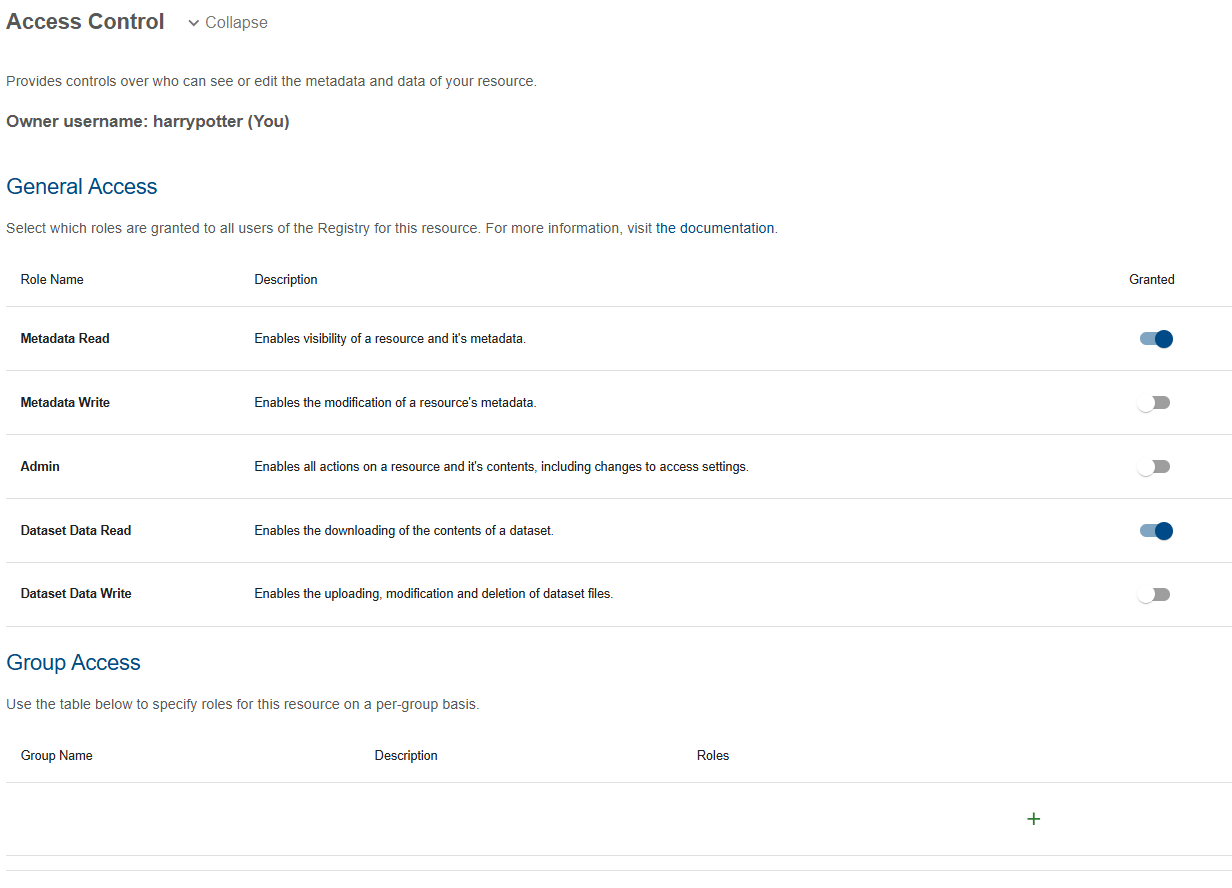 Access Control Collapse
Provides controls over who can see or edit the metadata and data of your resource.
Owner username: harrypotter (You)
General Access
Select which roles are granted to all users of the Registry for this resource. For more information, visit the documentation.
Role Name Description Granted
Metadata Read Enables visibility of a resource and it's metadata.
Metadata Write Enables the modification of a resource's metadata.
Admin Enables all actions on a resource and it's contents, including changes to access settings.
Dataset Data Read Enables the downloading of the contents of a dataset.
Dataset Data Write Enables the uploading, modification and deletion of dataset files.
Group Access
Use the table below to specify roles for this resource on a per-group basis.
Group Name Description Roles
+